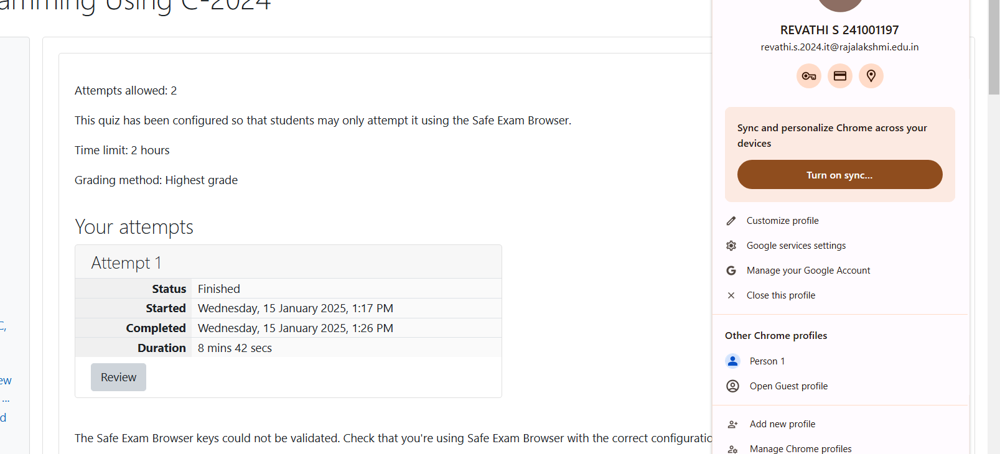 amming Using C-2024
Attempts allowed: 2
This quiz has been configured so that students may only attempt it using the Safe Exam Browser.
Time limit: 2 hours
Grading method: Highest grade
Your attempts
Attempt 1
Status Finished
Started Wednesday, 15 January 2025, 1:17 PM
Completed Wednesday, 15 January 2025, 1:26 PM
Duration 8 mins 42 secs
Review
The Safe Exam Browser keys could not be validated. Check that you're using Safe Exam Browser with the correct configuratio
C,
ew
...
d
REVATHI S 241001197
revathi.s.2024.it@rajalakshmi.edu.in
Sync and personalize Chrome across your
devices
Turn on sync...
Customize profile
Google services settings
Manage your Google Account
Close this profile
Other Chrome profiles
Person 1
Open Guest profile
Add new profile
Manage Chrome profiles